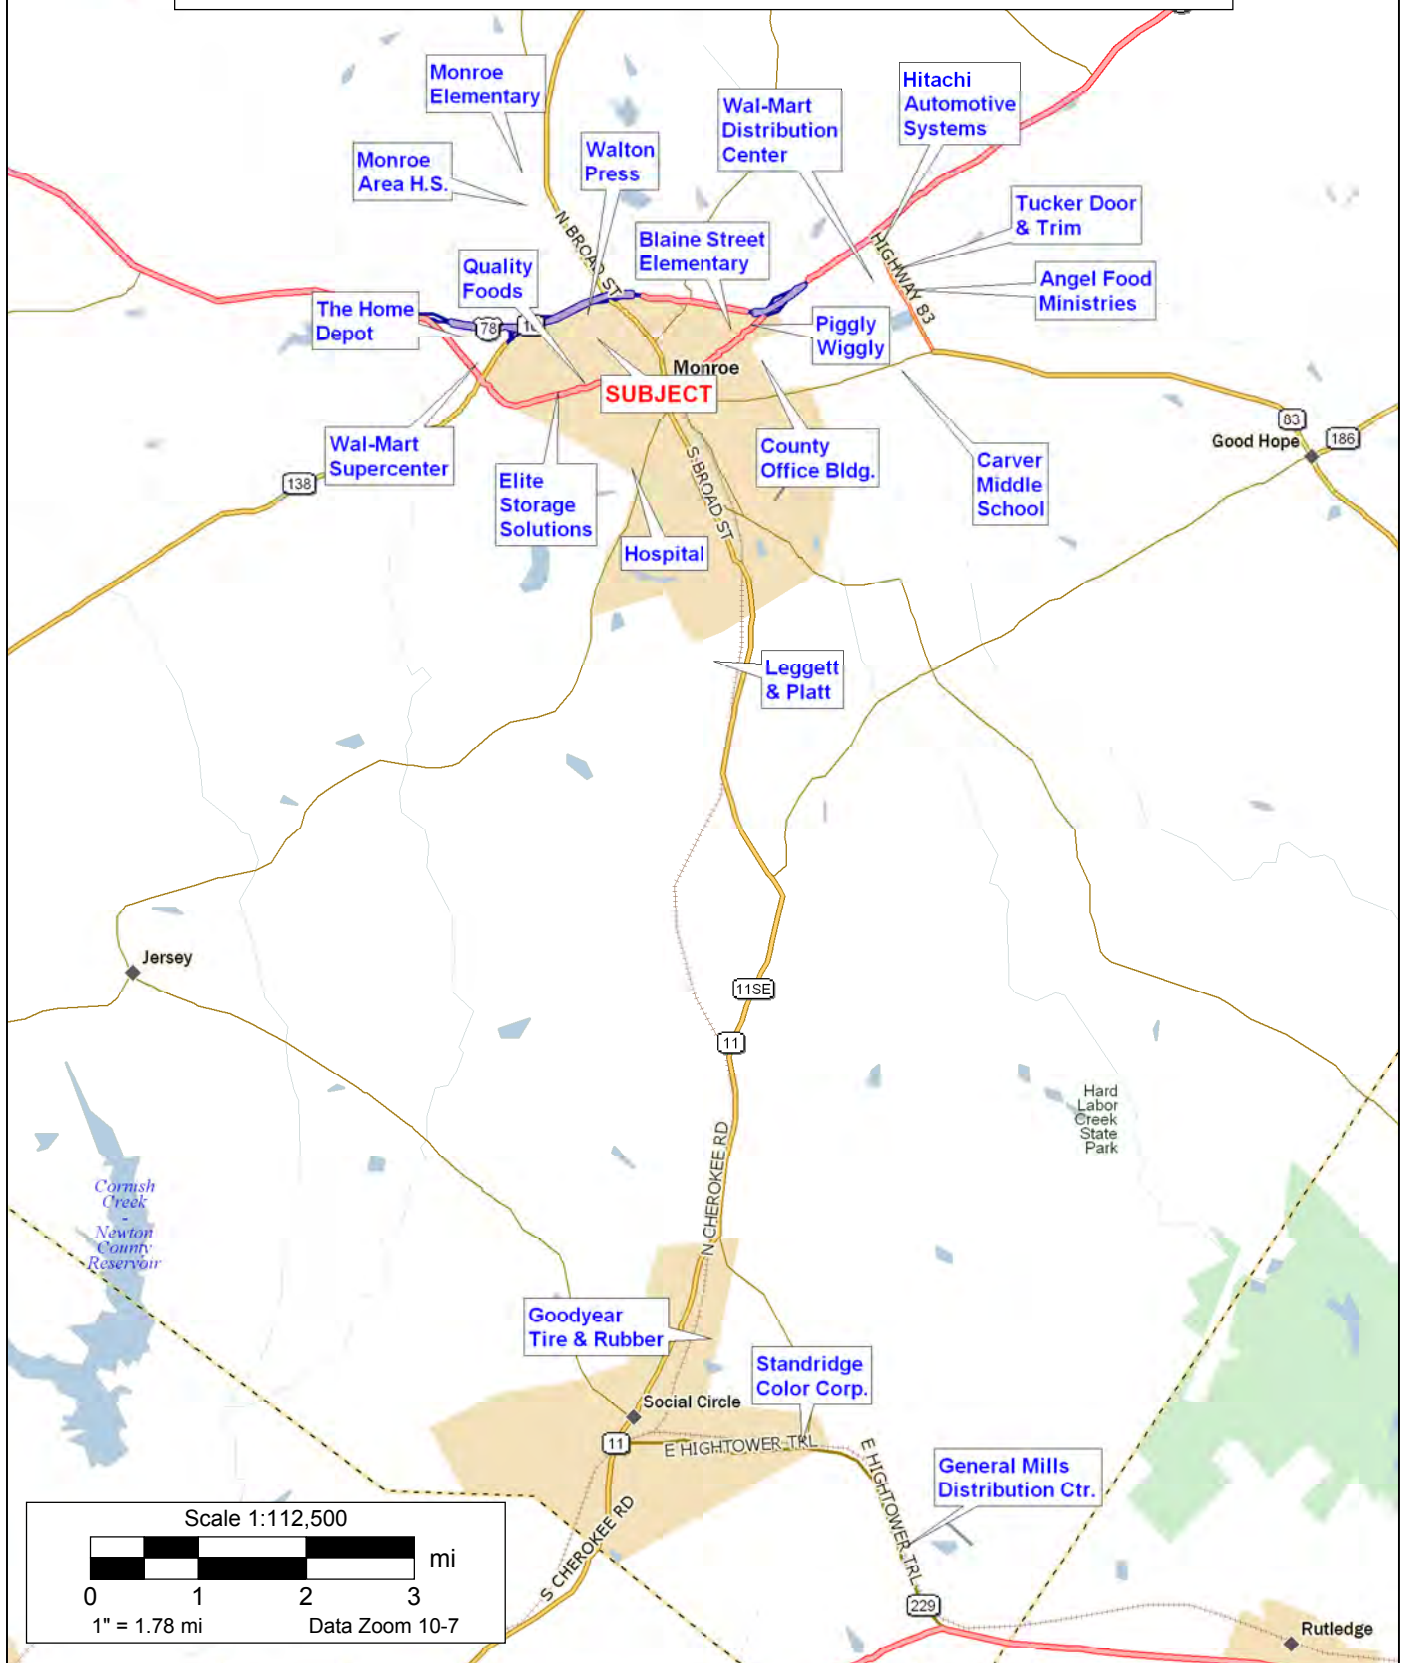 Monroe
Elementary
Hitachi
Automotive
Systems
Wal-Mart
Distribution
Center
Walton
Press
Monroe
Area H.S.
Tucker Door
& Trim
N BROAD ST
Blaine Street
Elementary
HIGHWAY 83
Quality
Foods
Angel Food
Ministries
The Home
Depot
78
Piggly
Wiggly
Monroe
SUBJECT
83
186
Good Hope
Wal-Mart
Supercenter
County
Office Bldg.
Carver
Middle
School
138
Elite
Storage
Solutions
S BROAD ST
Hospital
Leggett
& Platt
Jersey
11SE
11
Hard
Labor
Creek
State
Park
N CHEROKEE RD
Cornish
Creek
-
Newton
County
Reservoir
Goodyear
Tire & Rubber
Standridge
Color Corp.
Social Circle
11
E HIGHTOWER TRL
E HIGHTOWER TRL
General Mills
Distribution Ctr.
S CHEROKEE RD
229
Rutledge
Scale 1:112,500
mi
0 1 2 3
1" = 1.78 mi Data Zoom 10-7